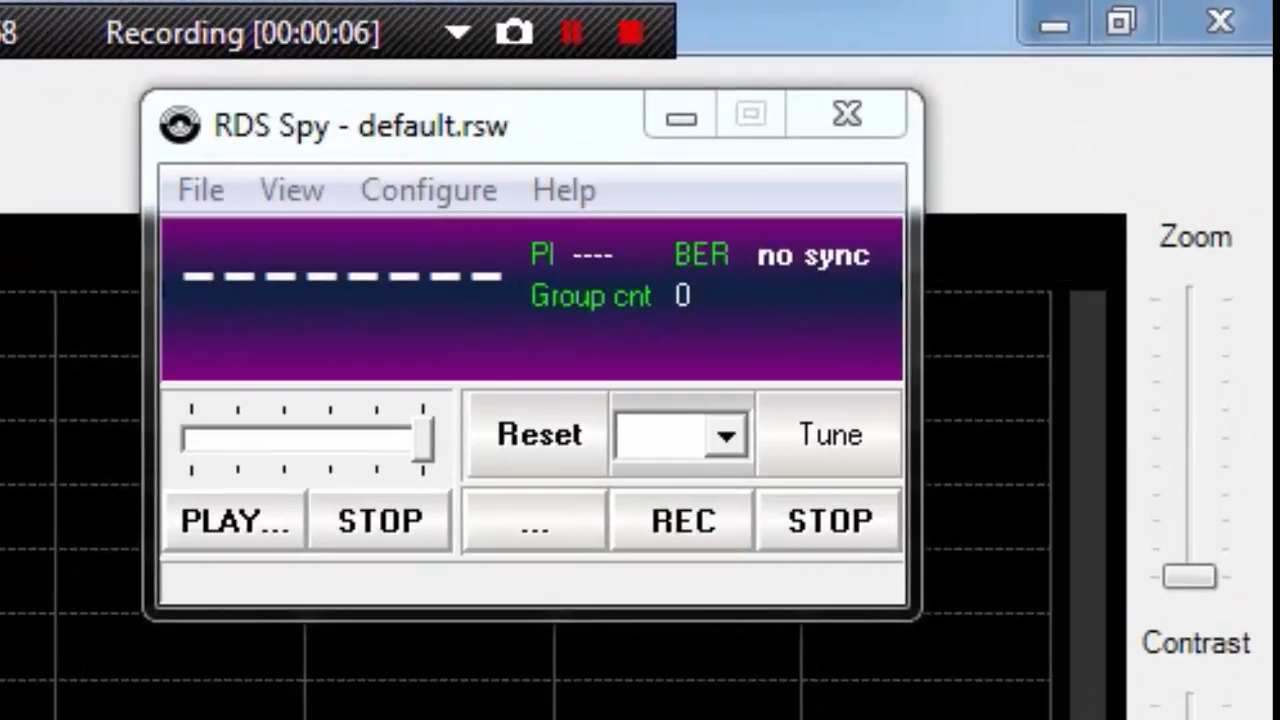 8 Recording [00:00:06]
RDS Spy - default.rsw
File View Configure Help
-------- PI ---- BER no sync
Group cnt 0
Zoom
Reset Tune
PLAY... STOP ... REC STOP
Contrast